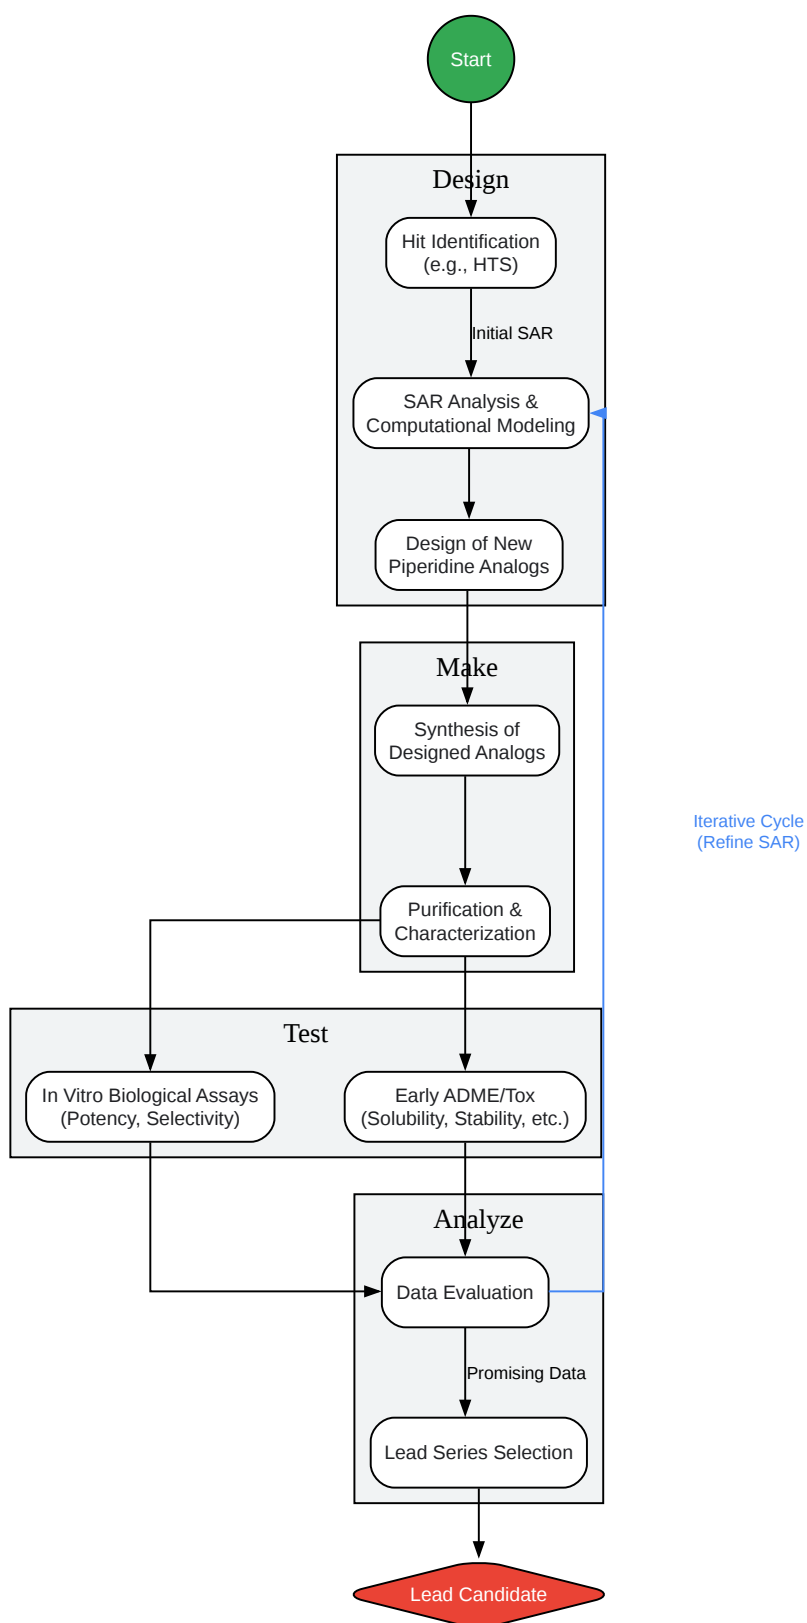 Start
Design
Hit Identification
(e.g., HTS)
Initial SAR
SAR Analysis &
Computational Modeling
Design of New
Piperidine Analogs
Make
Synthesis of
Designed Analogs
Iterative Cycle
(Refine SAR)
Purification &
Characterization
Test
In Vitro Biological Assays
(Potency, Selectivity)
Early ADME/Tox
(Solubility, Stability, etc.)
Analyze
Data Evaluation
Promising Data
Lead Series Selection
Lead Candidate